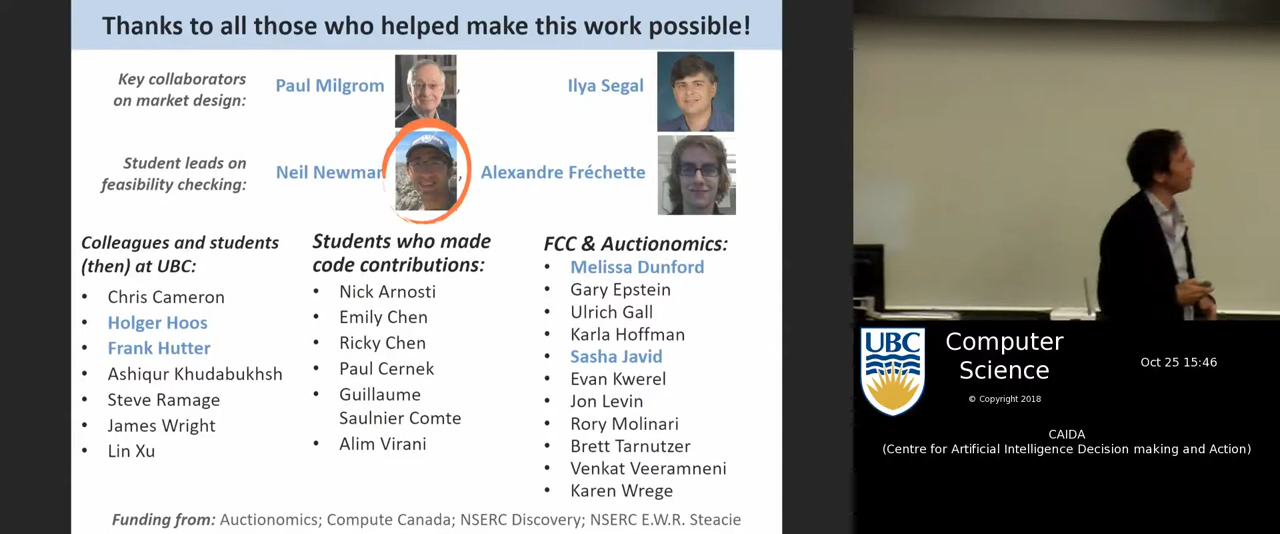 Thanks to all those who helped make this work possible!
Key collaborators
on market design:
Paul Milgrom ,
Ilya Segal
Student leads on
feasibility checking:
Neil Newman ,
Alexandre Fréchette
Colleagues and students
(then) at UBC:
• Chris Cameron
• Holger Hoos
• Frank Hutter
• Ashiqur Khudabukhsh
• Steve Ramage
• James Wright
• Lin Xu
Students who made
code contributions:
• Nick Arnosti
• Emily Chen
• Ricky Chen
• Paul Cernek
• Guillaume
Saulnier Comte
• Alim Virani
FCC & Auctionomics:
• Melissa Dunford
• Gary Epstein
• Ulrich Gall
• Karla Hoffman
• Sasha Javid
• Evan Kwerel
• Jon Levin
• Rory Molinari
• Brett Tarnutzer
• Venkat Veeramneni
• Karen Wrege
Funding from: Auctionomics; Compute Canada; NSERC Discovery; NSERC E.W.R. Steacie
UBC
Computer
Science
© Copyright 2018
Oct 25 15:46
CAIDA
(Centre for Artificial Intelligence Decision making and Action)